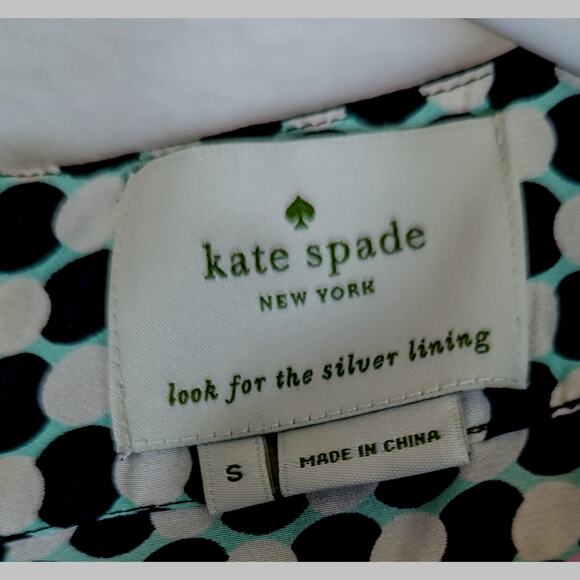 kate spade
NEW YORK
look for the silver lining
S
MADE IN CHINA